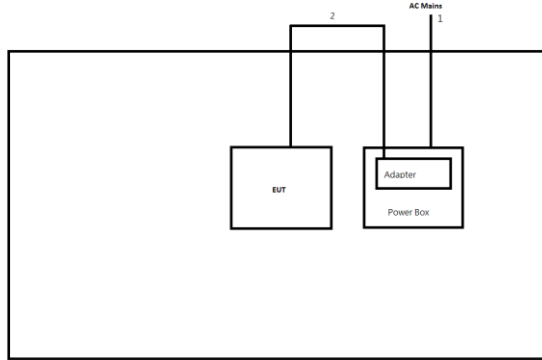 AC Mains
2
1
Adapter
EUT
Power Box